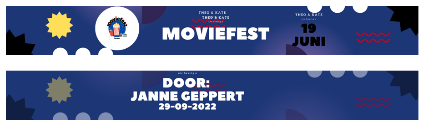 THEO & KATE
THEO & KATE
MOVIEFEST
THEO & KATE
19
JUNI
DOOR:
JANNE GEPPERT
29-09-2022